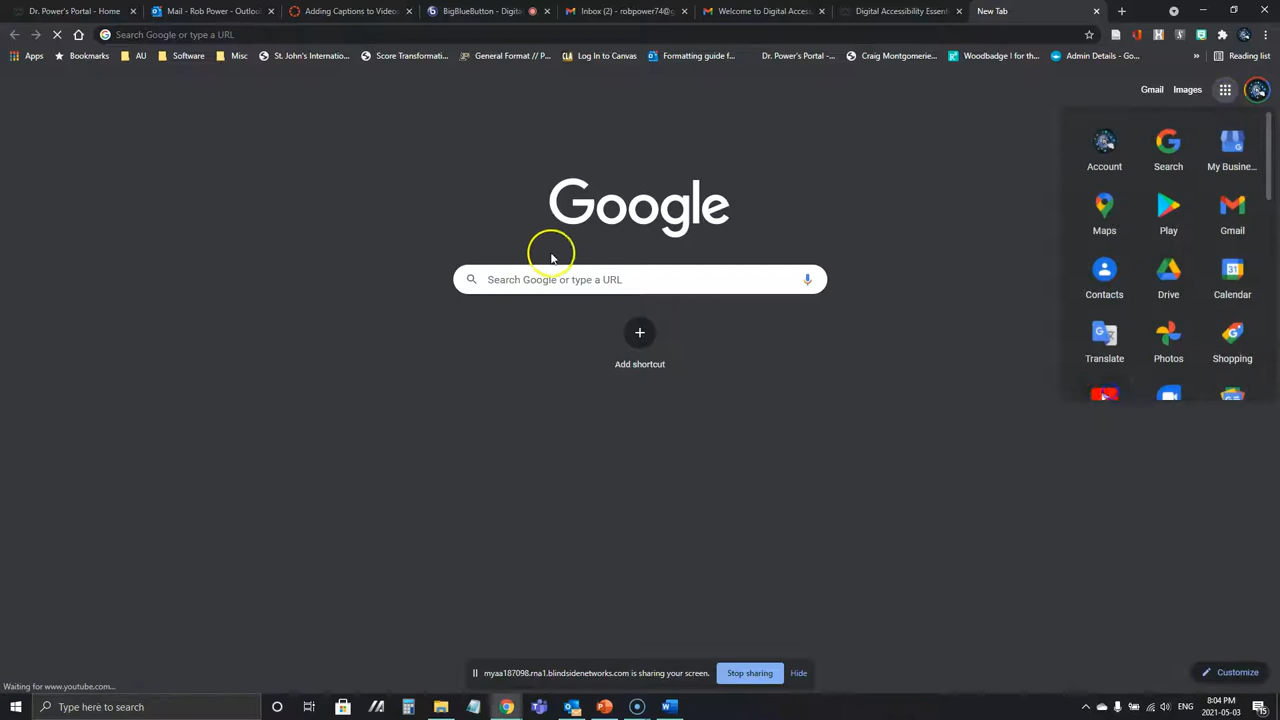 Dr. Power's Portal - Home
Mail - Rob Power - Outloo
Adding Captions to Video
BigBlueButton - Digita
Inbox (2) - robpower74@g
Welcome to Digital Acces
Digital Accessibility Essent
New Tab
Search Google or type a URL
Apps
Bookmarks
AU
Software
Misc
St. John's Internatio...
Score Transformati...
General Format // P...
Log In to Canvas
Formatting guide f...
Dr. Power's Portal -...
Craig Montgomerie...
Woodbadge | for th...
Admin Details - Go...
»
Reading list
Gmail
Images
Account
Search
My Busine...
Google
Maps
Play
Gmail
Search Google or type a URL
Contacts
Drive
31
Calendar
Add shortcut
Translate
Photos
Shopping
myaa187098.rna1.blindsidenetworks.com is sharing your screen.
Stop sharing
Hide
Customize
Waiting for www.youtube.com...
Type here to search
ENG
8:04 PM
2021-05-03